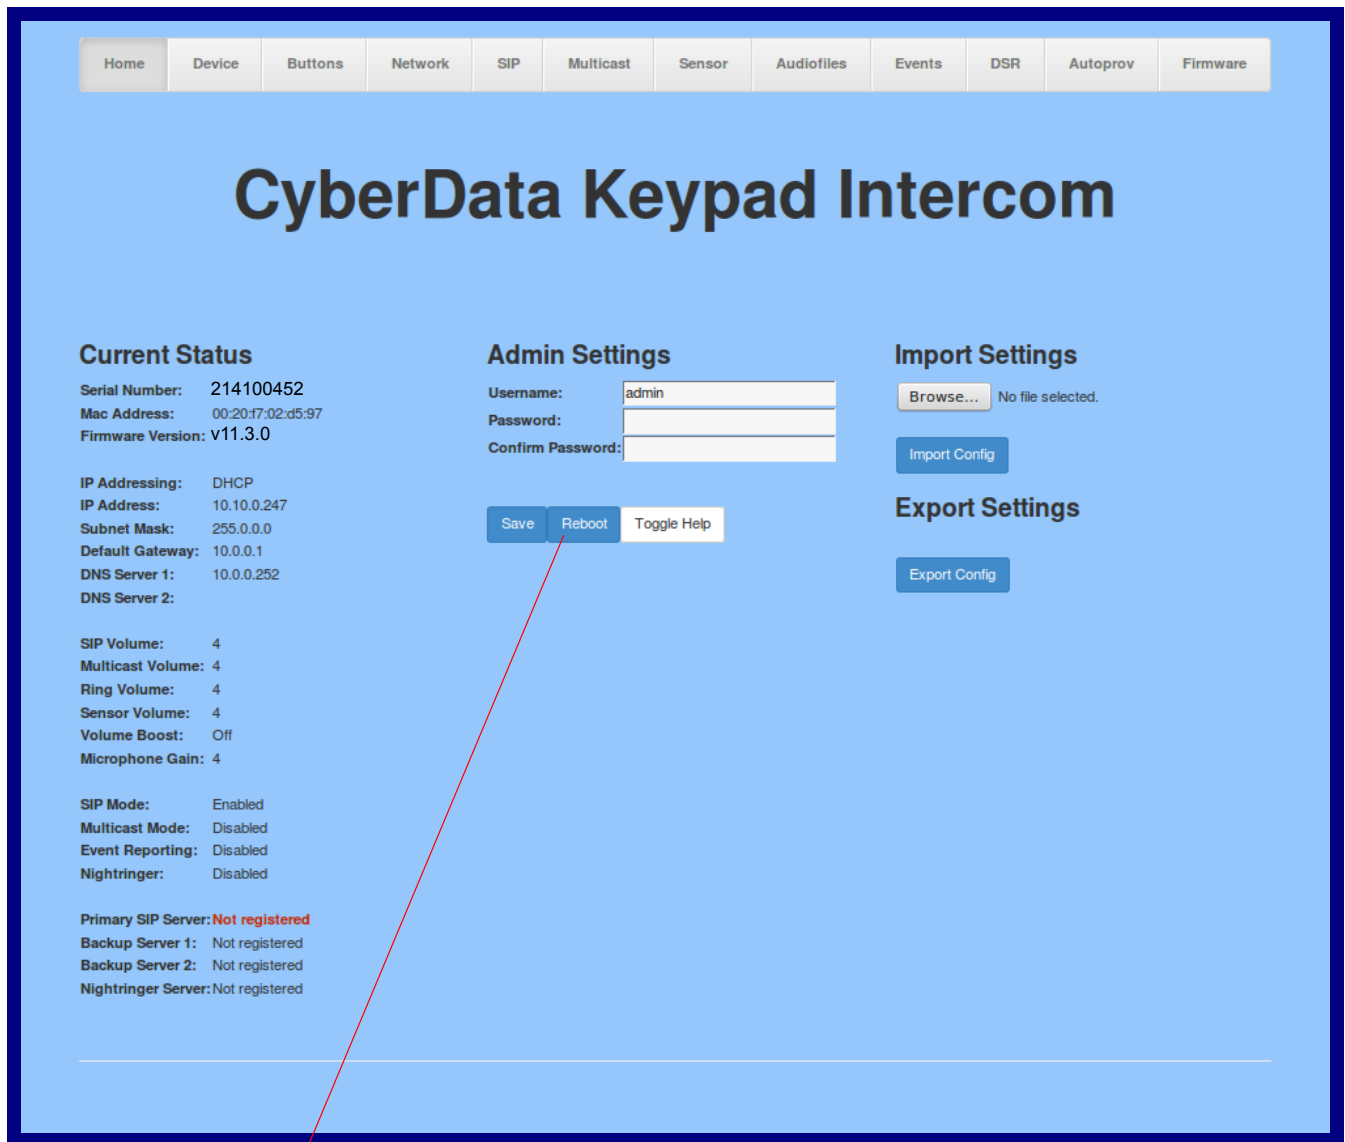 Home Device Buttons Network SIP Multicast Sensor Audiofiles Events DSR Autoprov Firmware
CyberData Keypad Intercom
Current Status
Serial Number: 214100452
Mac Address: 00:20:f7:02:d5:97
Firmware Version: v11.3.0
IP Addressing: DHCP
IP Address: 10.10.0.247
Subnet Mask: 255.0.0.0
Default Gateway: 10.0.0.1
DNS Server 1: 10.0.0.252
DNS Server 2:
SIP Volume: 4
Multicast Volume: 4
Ring Volume: 4
Sensor Volume: 4
Volume Boost: Off
Microphone Gain: 4
SIP Mode: Enabled
Multicast Mode: Disabled
Event Reporting: Disabled
Nightringer: Disabled
Primary SIP Server: Not registered
Backup Server 1: Not registered
Backup Server 2: Not registered
Nightringer Server: Not registered
Admin Settings
Username: admin
Password:
Confirm Password:
Save Reboot Toggle Help
Import Settings
Browse... No file selected.
Import Config
Export Settings
Export Config